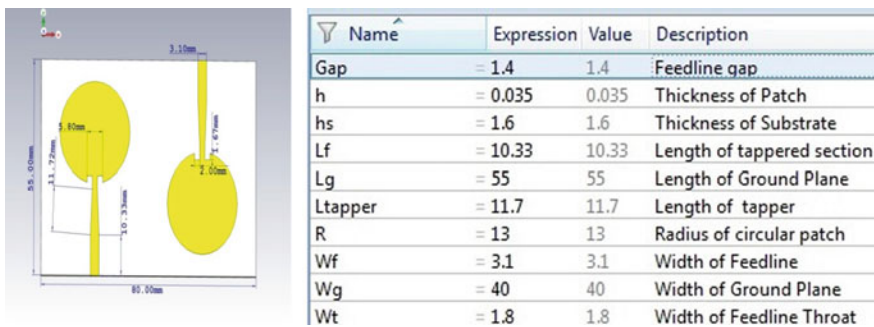 3.10mm
5.80mm
1.67mm
2.00mm
11.72mm
10.33mm
55.00mm
80.00mm
Name Expression Value Description
Gap = 1.4 1.4 Feedline gap
h = 0.035 0.035 Thickness of Patch
hs = 1.6 1.6 Thickness of Substrate
Lf = 10.33 10.33 Length of tappered section
Lg = 55 55 Length of Ground Plane
Ltapper = 11.7 11.7 Length of tapper
R = 13 13 Radius of circular patch
Wf = 3.1 3.1 Width of Feedline
Wg = 40 40 Width of Ground Plane
Wt = 1.8 1.8 Width of Feedline Throat